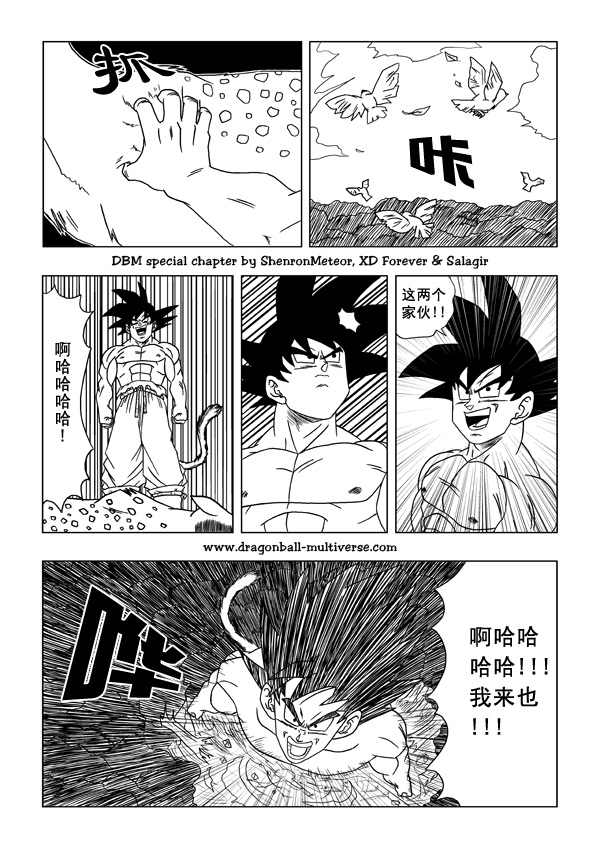 抓
咔
DBM special chapter by ShenronMeteor, XD Forever & Salagir
啊哈哈哈哈!
这两个
家伙!!
www.dragonball-multiverse.com
哗
啊哈哈
哈哈!!!
我来也
!!!